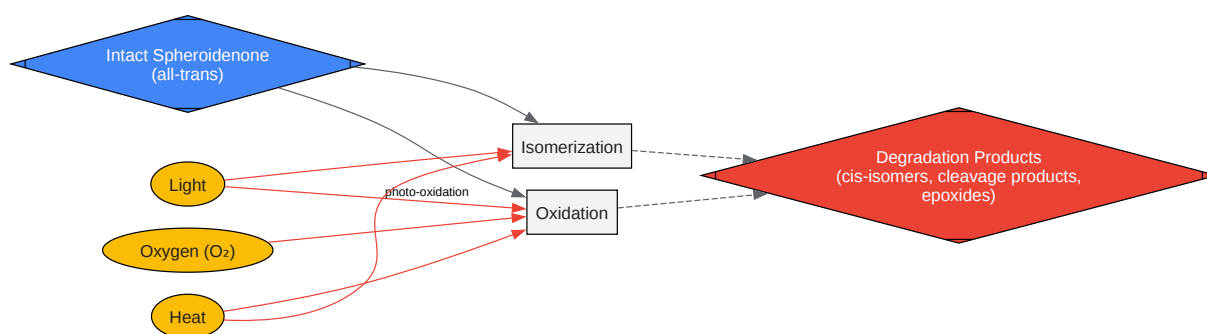 Intact Spheroidenone
(all-trans)
Isomerization
Light
photo-oxidation
Oxidation
Oxygen (O₂)
Heat
Degradation Products
(cis-isomers, cleavage products,
epoxides)